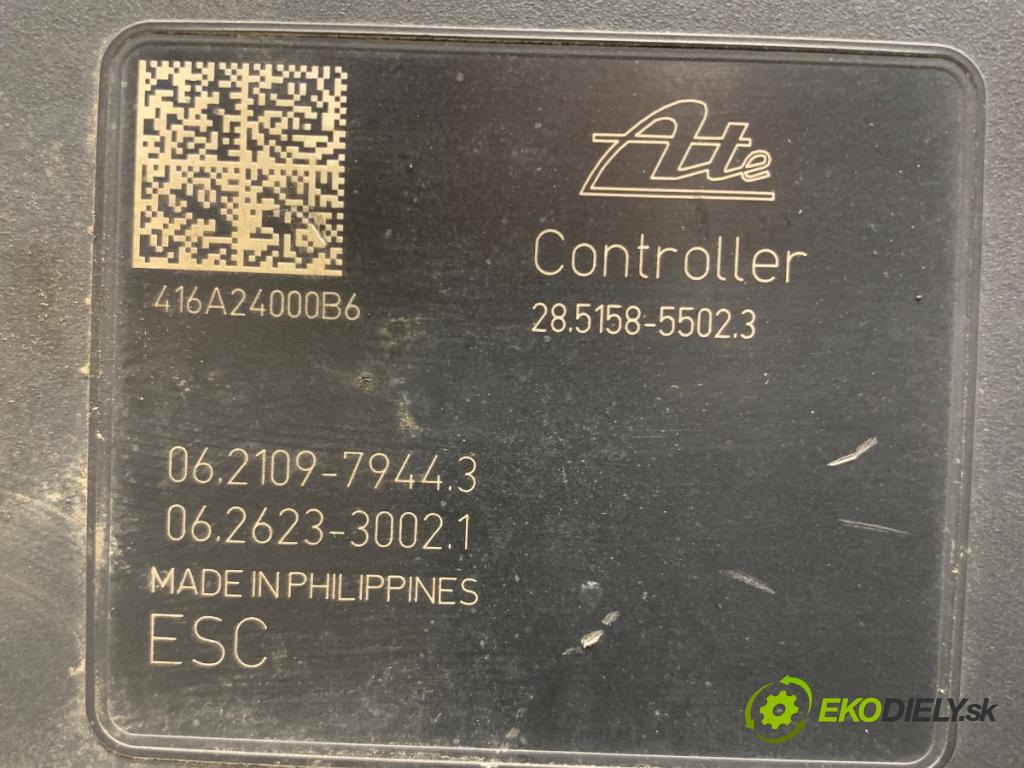 Ate
Controller
416A24000B6
28.5158-5502.3
06.2109-7944.3
06.2623-3002.1
MADE IN PHILIPPINES
ESC
EKODIELY.sk